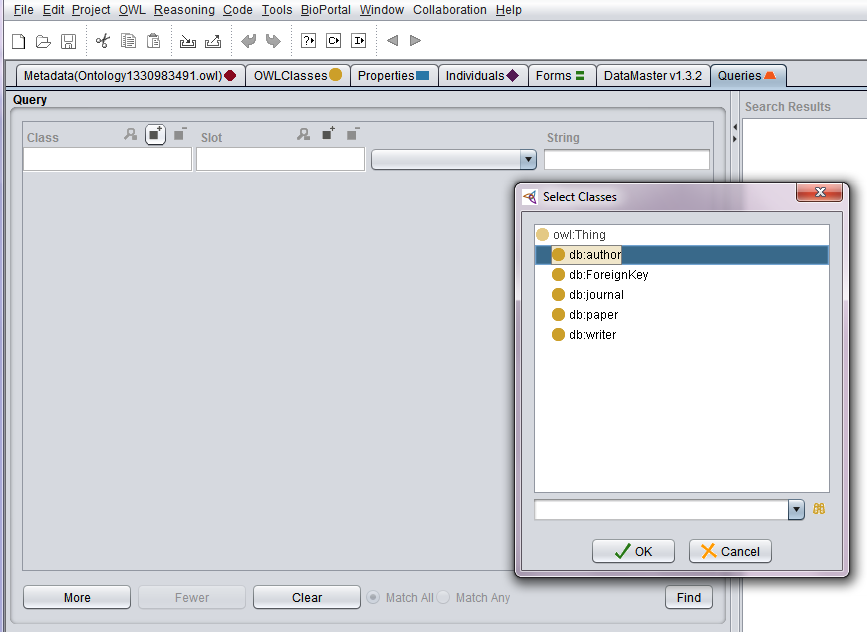 File Edit Project OWL Reasoning Code Tools BioPortal Window Collaboration Help
Metadata(Ontology1330983491.owl) OWLClasses Properties Individuals Forms DataMaster v1.3.2 Queries
Query
Search Results
Class Slot String
Select Classes
owl:Thing
db:author
db:ForeignKey
db:journal
db:paper
db:writer
OK Cancel
More Fewer Clear Match All Match Any Find